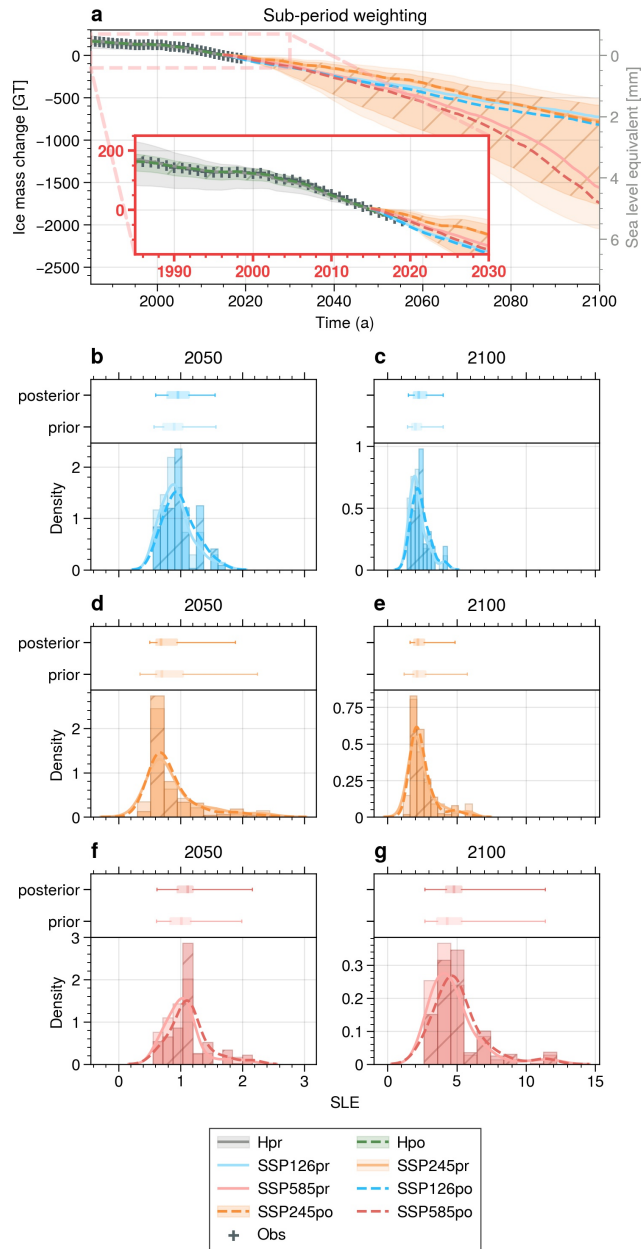 a Sub-period weighting
Ice mass change [GT]
Sea level equivalent [mm]
0
−500
−1000
−1500
−2000
−2500
0
2
4
6
200
0
1990 2000 2010 2020 2030
2000 2020 2040 2060 2080 2100
Time (a)
b 2050 c 2100
posterior
prior
Density
2
1
0
1
0.5
0
d 2050 e 2100
posterior
prior
Density
2
1
0
0.75
0.5
0.25
0
f 2050 g 2100
posterior
prior
Density
3
2
1
0
0.3
0.2
0.1
0
0 1 2 3 0 5 10 15
SLE
Hpr Hpo
SSP126pr SSP245pr
SSP585pr SSP126po
SSP245po SSP585po
Obs